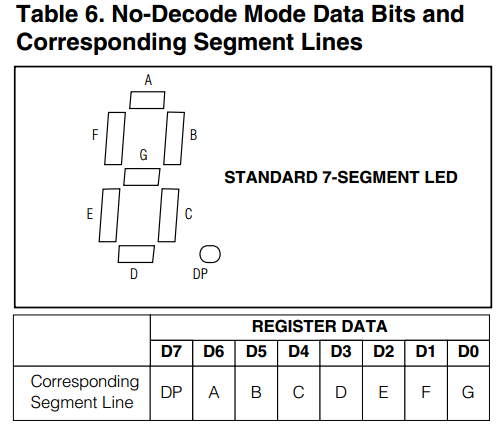 Table 6. No-Decode Mode Data Bits and
Corresponding Segment Lines
A
F
B
G
STANDARD 7-SEGMENT LED
E
C
D
DP
REGISTER DATA
D7 D6 D5 D4 D3 D2 D1 D0
Corresponding
Segment Line
DP A B C D E F G